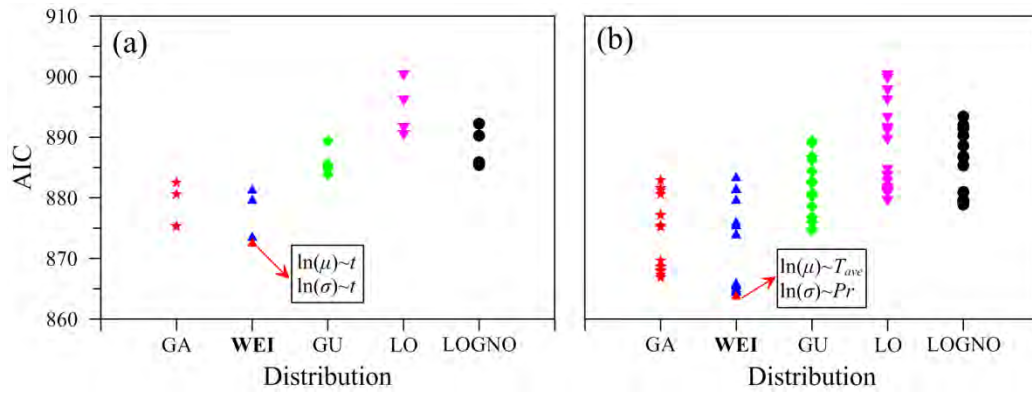 (a)
AIC
910
900
890
880
870
860
ln(μ)~t
ln(σ)~t
GA WEI GU LO LOGNO
Distribution
(b)
ln(μ)~Tave
ln(σ)~Pr
GA WEI GU LO LOGNO
Distribution